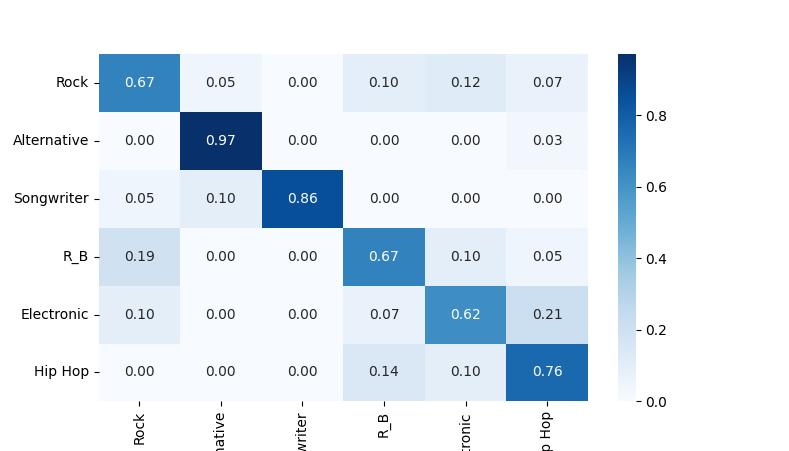 Rock 0.67 0.05 0.00 0.10 0.12 0.07
Alternative 0.00 0.97 0.00 0.00 0.00 0.03
Songwriter 0.05 0.10 0.86 0.00 0.00 0.00
R_B 0.19 0.00 0.00 0.67 0.10 0.05
Electronic 0.10 0.00 0.00 0.07 0.62 0.21
Hip Hop 0.00 0.00 0.00 0.14 0.10 0.76
Rock native writer R_B tronic p Hop
0.8
0.6
0.4
0.2
0.0